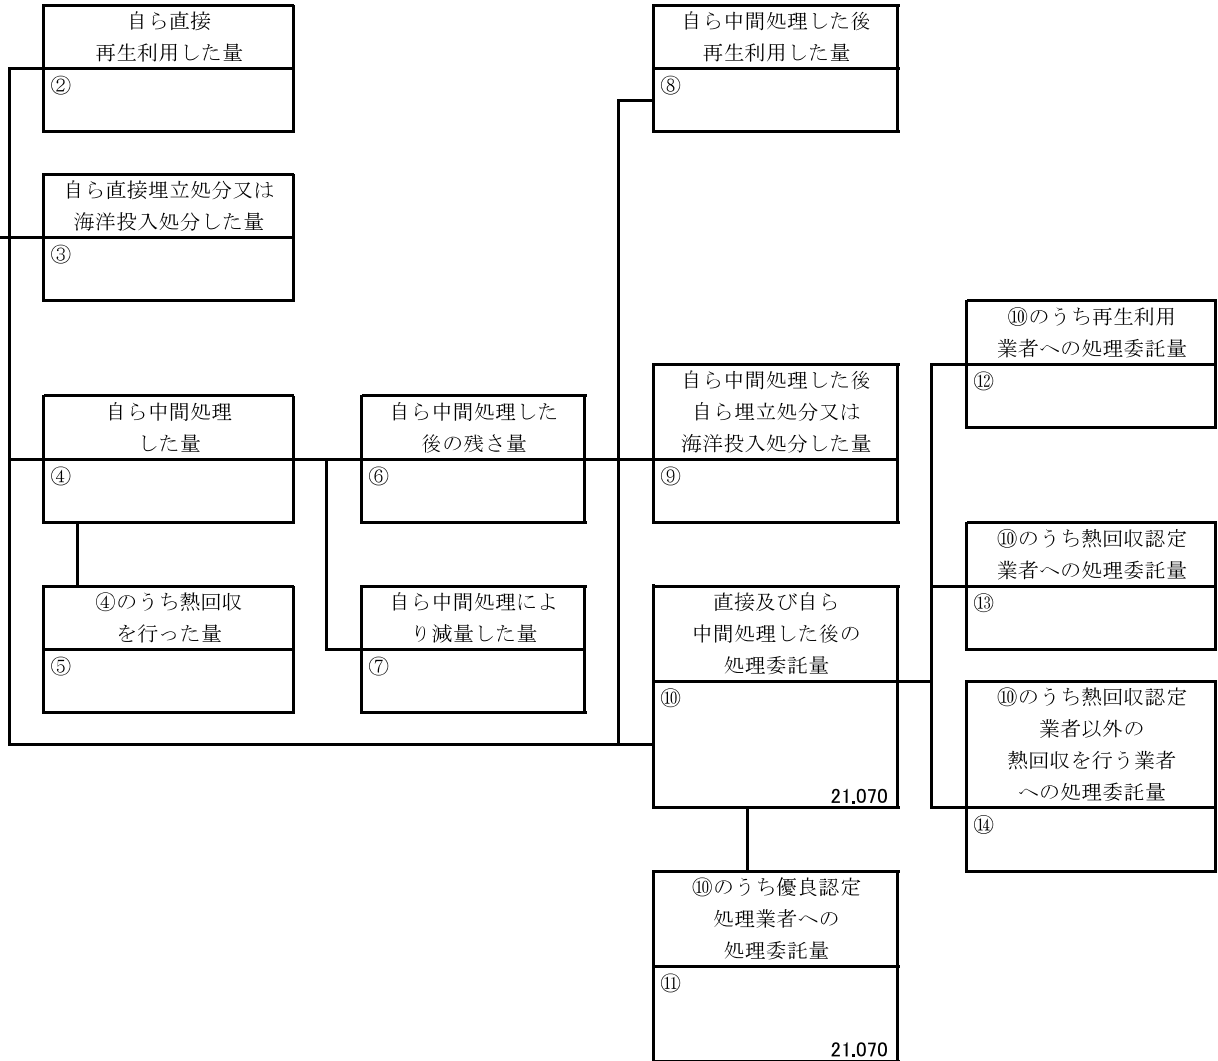 自ら直接
再生利用した量
②
自ら中間処理した後
再生利用した量
⑧
自ら直接埋立処分又は
海洋投入処分した量
③
⑩のうち再生利用
業者への処理委託量
⑫
自ら中間処理
した量
④
自ら中間処理した
後の残さ量
⑥
自ら中間処理した後
自ら埋立処分又は
海洋投入処分した量
⑨
⑩のうち熱回収認定
業者への処理委託量
⑬
④のうち熱回収
を行った量
⑤
自ら中間処理によ
り減量した量
⑦
直接及び自ら
中間処理した後の
処理委託量
⑩
21.070
⑩のうち熱回収認定
業者以外の
熱回収を行う業者
への処理委託量
⑭
⑩のうち優良認定
処理業者への
処理委託量
⑪
21.070